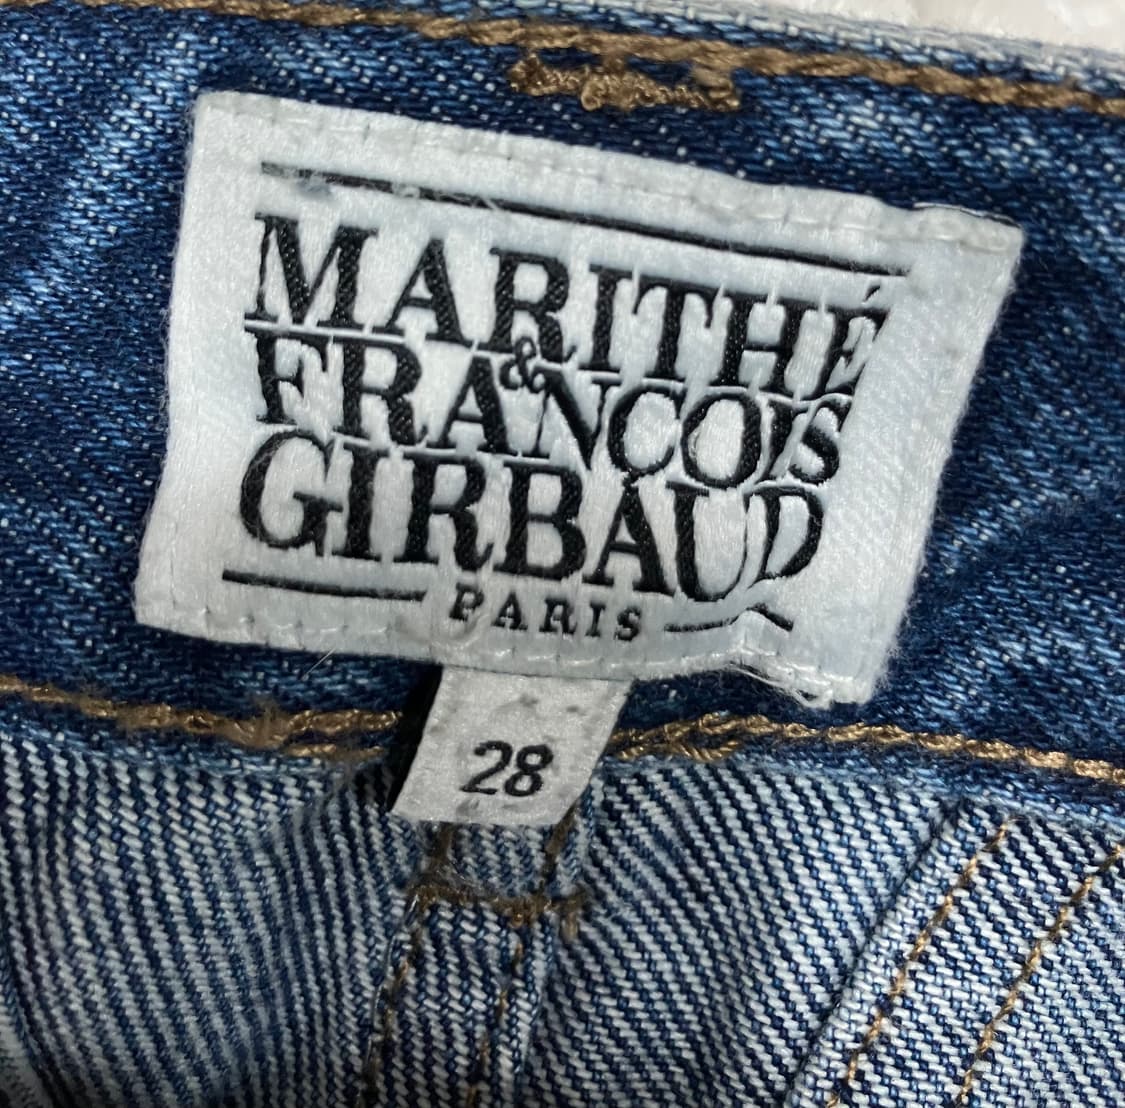 MARITHÉ
&
FRANÇOIS
GIRBAUD
PARIS
28